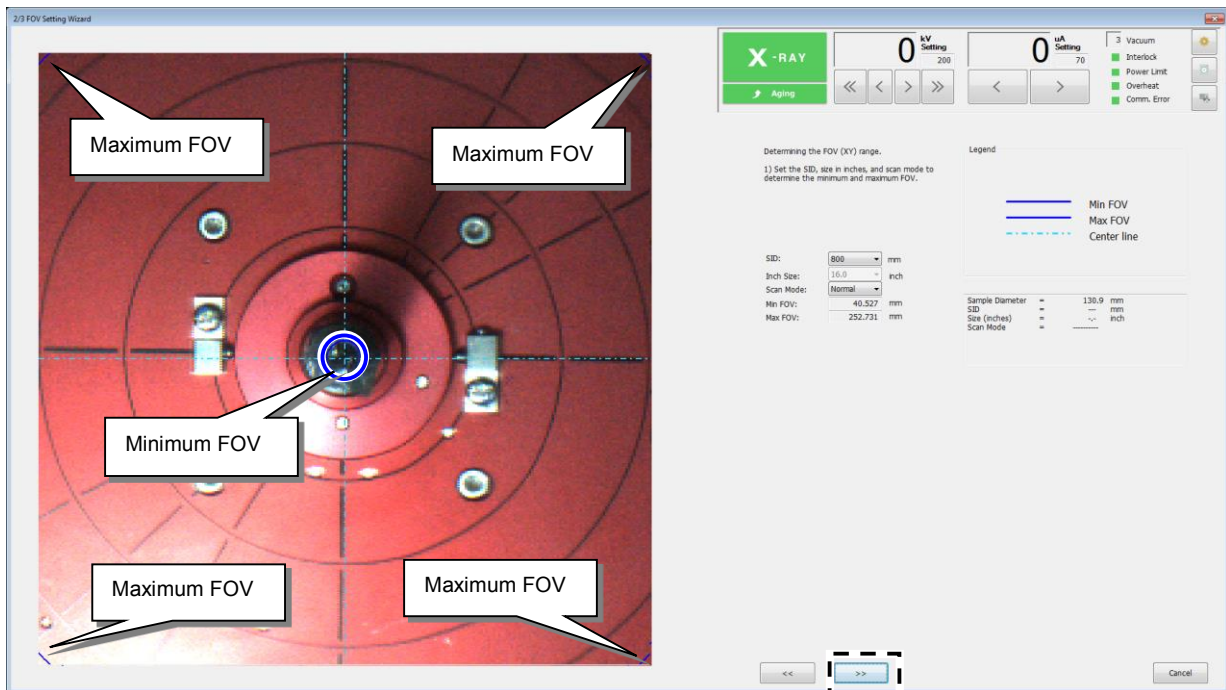 2/3 FOV Setting Wizard
Maximum FOV
Maximum FOV
Minimum FOV
Maximum FOV
Maximum FOV
X-RAY
Aging
0 kV
Setting
200
<< < > >>
0 uA
Setting
70
< >
3 Vacuum
Interlock
Power Limit
Overheat
Comm. Error
Determining the FOV (XY) range.
1) Set the SID, size in inches, and scan mode to
determine the minimum and maximum FOV.
SID: 800 mm
Inch Size: 16.0 inch
Scan Mode: Normal
Min FOV: 40.527 mm
Max FOV: 252.731 mm
Legend
Min FOV
Max FOV
Center line
Sample Diameter = 130.9 mm
SID = --- mm
Size (inches) = -.- inch
Scan Mode = --------
<< >> Cancel